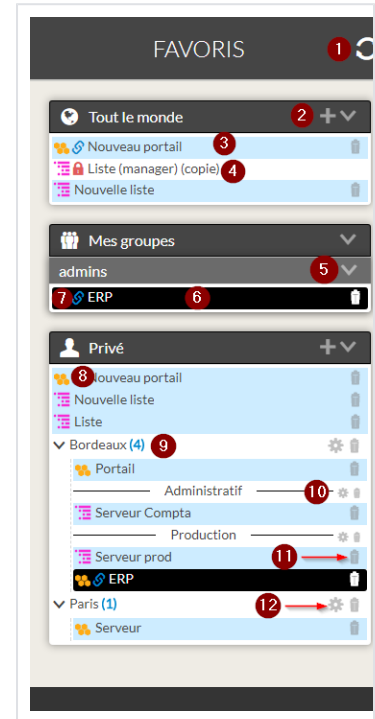 FAVORIS 1
Tout le monde 2
Nouveau portail 3
Liste (manager) (copie) 4
Nouvelle liste
Mes groupes
admins 5
7 ERP 6
Privé
8 Nouveau portail
Nouvelle liste
Liste
Bordeaux (4) 9
Portail
Administratif 10
Serveur Compta
Production
Serveur prod 11
ERP
Paris (1) 12
Serveur